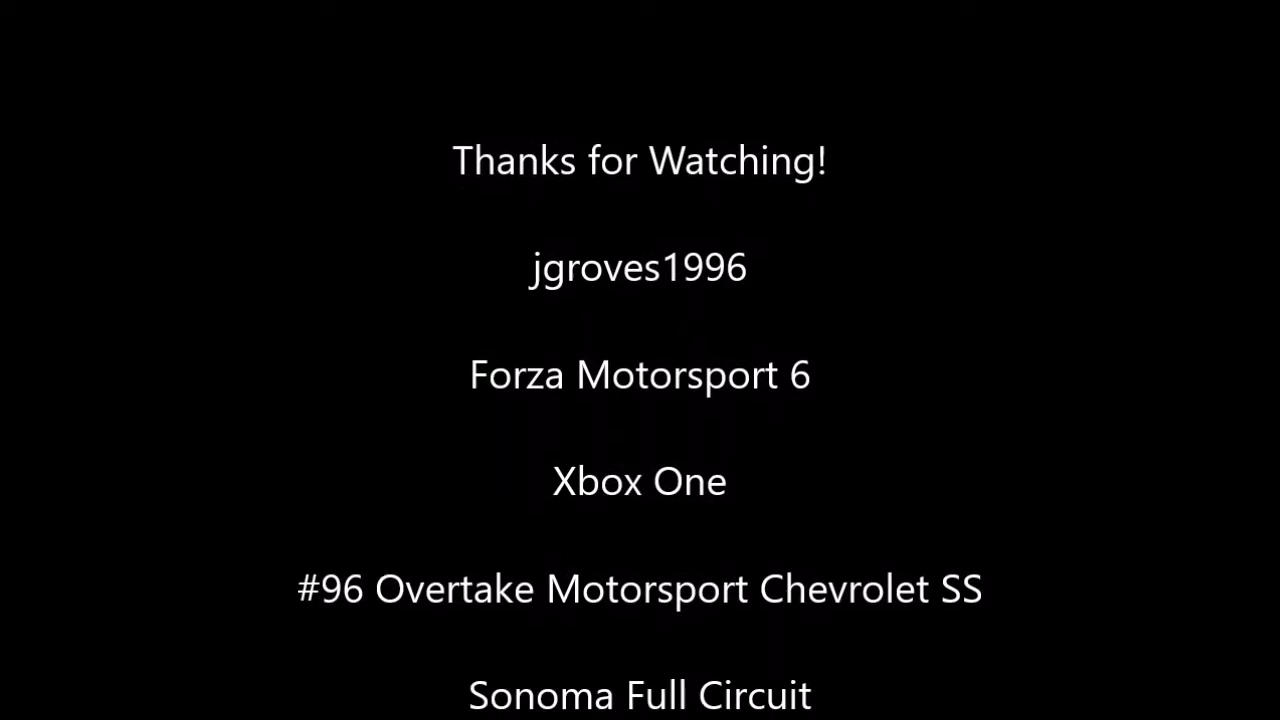 Thanks for Watching!
jgroves1996
Forza Motorsport 6
Xbox One
#96 Overtake Motorsport Chevrolet SS
Sonoma Full Circuit